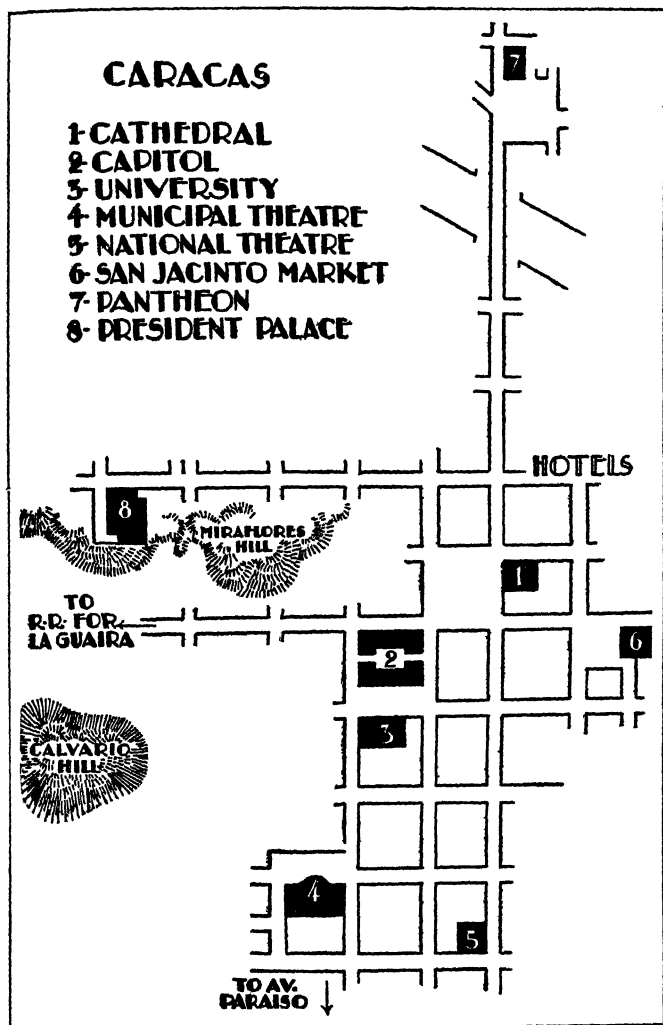 CARACAS
1- CATHEDRAL
2- CAPITOL
3- UNIVERSITY
4- MUNICIPAL THEATRE
5- NATIONAL THEATRE
6- SAN JACINTO MARKET
7- PANTHEON
8- PRESIDENT PALACE
7
HOTELS
8
MIRAFLORES
HILL
1
TO
R.R. FOR
LA GUAIRA
6
2
3
CALVARIO
HILL
4
5
TO AV.
PARAISO